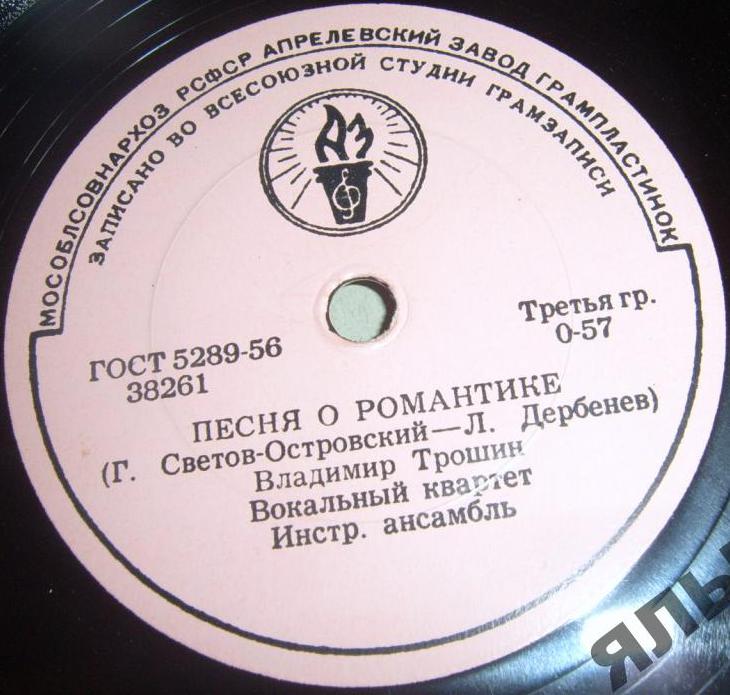 МОСОБЛСОВНАРХОЗ РСФСР АПРЕЛЕВСКИЙ ЗАВОД ГРАМПЛАСТИНОК
ЗАПИСАНО ВО ВСЕСОЮЗНОЙ СТУДИИ ГРАМЗАПИСИ
АЗ
ГОСТ 5289-56
38261
Третья гр.
0-57
ПЕСНЯ О РОМАНТИКЕ
(Г. Светов-Островский—Л. Дербенев)
Владимир Трошин
Вокальный квартет
Инстр. ансамбль